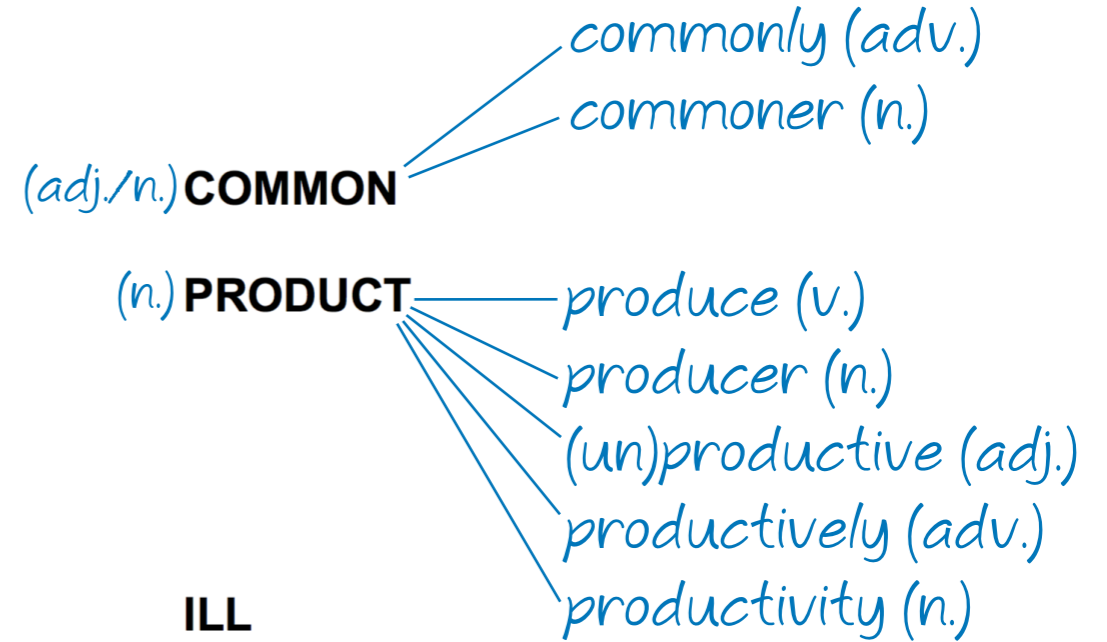 commonly (adv.)
commoner (n.)
(adj./n.) COMMON
(n.) PRODUCT produce (v.)
producer (n.)
(un)productive (adj.)
productively (adv.)
ILL productivity (n.)